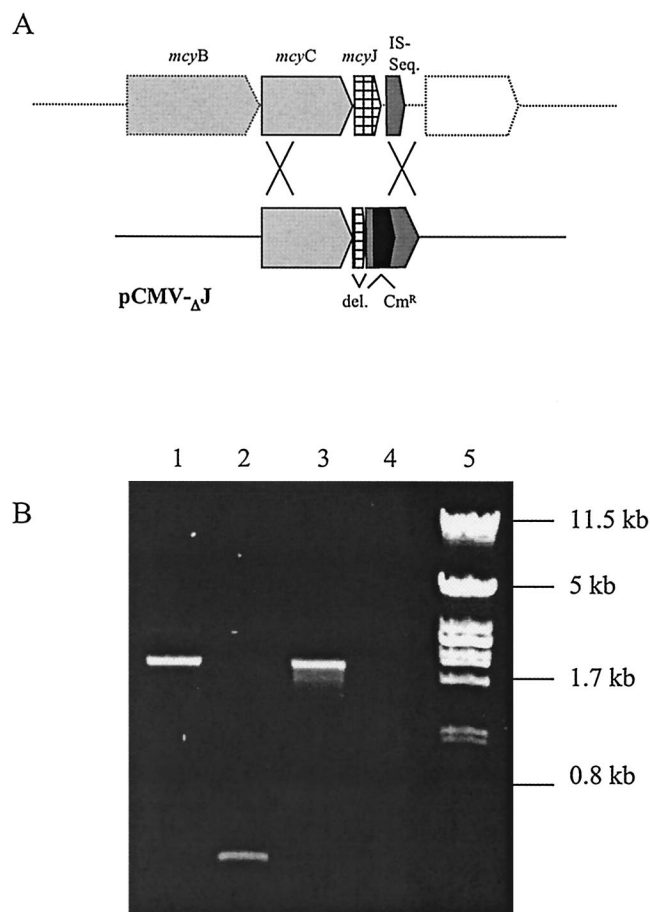 A
mcyB mcyC mcyJ IS-
Seq.
pCMV-ΔJ
del. CmR
1 2 3 4 5
B
11.5 kb
5 kb
1.7 kb
0.8 kb